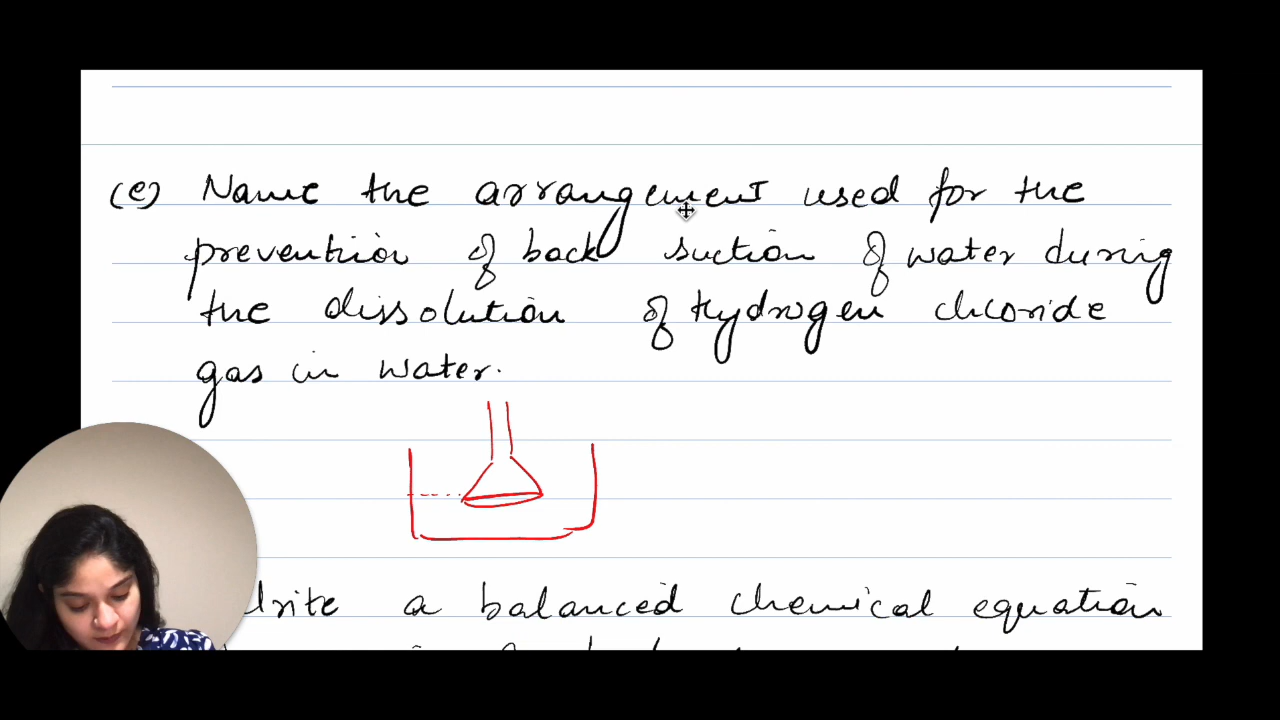 (e) Name the arrangement used for the
prevention of back suction of water during
the dissolution of Hydrogen chloride
gas in water.
a balanced chemical equation